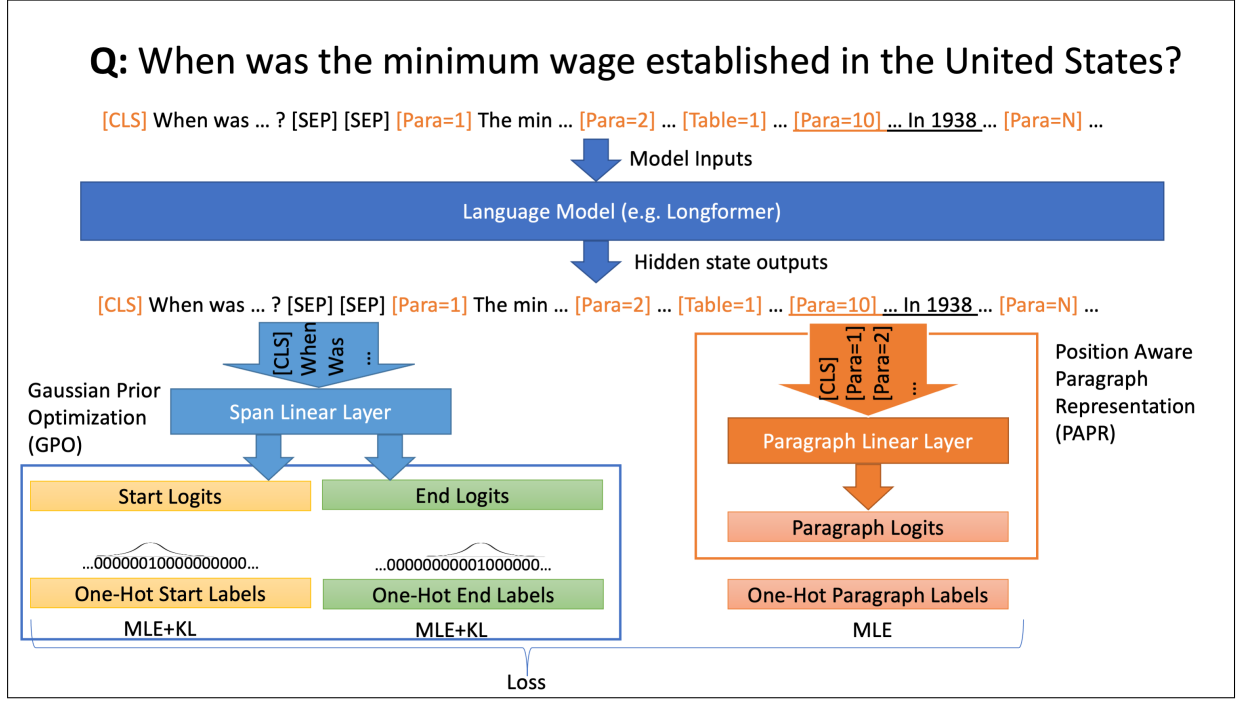 Q: When was the minimum wage established in the United States?
[CLS] When was ... ? [SEP] [SEP] [Para=1] The min ... [Para=2] ... [Table=1] ... [Para=10] ... In 1938 ... [Para=N] ...
Model Inputs
Language Model (e.g. Longformer)
Hidden state outputs
[CLS] When was ... ? [SEP] [SEP] [Para=1] The min ... [Para=2] ... [Table=1] ... [Para=10] ... In 1938 ... [Para=N] ...
[CLS]
When
Was
...
[CLS]
[Para=1]
[Para=2]
...
Position Aware
Paragraph
Representation
(PAPR)
Gaussian Prior
Optimization
(GPO)
Span Linear Layer
Paragraph Linear Layer
Start Logits
End Logits
Paragraph Logits
...00000010000000000...
...00000000001000000...
One-Hot Start Labels
One-Hot End Labels
One-Hot Paragraph Labels
MLE+KL
MLE+KL
MLE
Loss